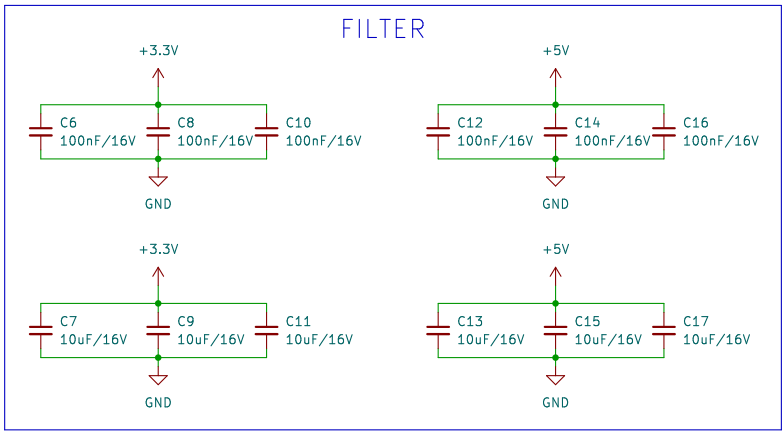 FILTER
+3.3V
C6
100nF/16V
C8
100nF/16V
C10
100nF/16V
GND
+5V
C12
100nF/16V
C14
100nF/16V
C16
100nF/16V
GND
+3.3V
C7
10uF/16V
C9
10uF/16V
C11
10uF/16V
GND
+5V
C13
10uF/16V
C15
10uF/16V
C17
10uF/16V
GND